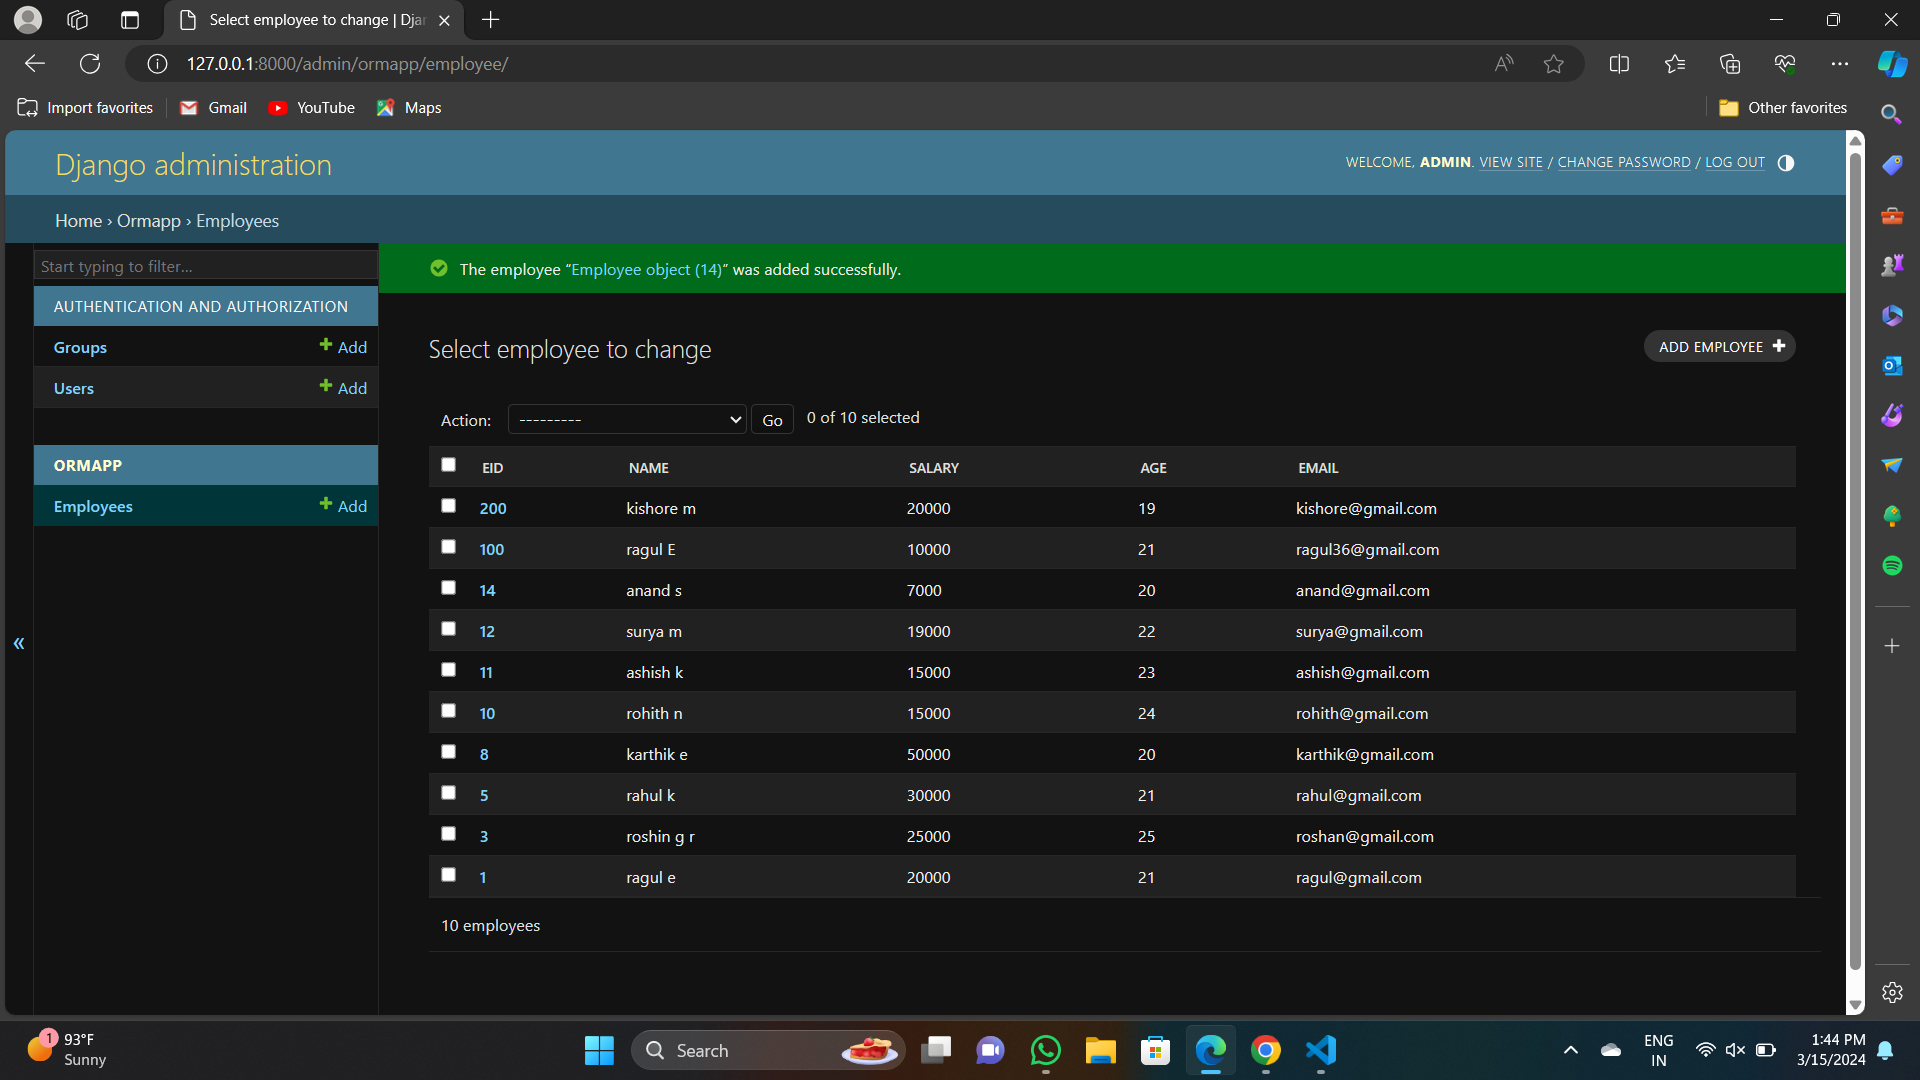 Select employee to change | Djan
127.0.0.1:8000/admin/ormapp/employee/
Import favorites
Gmail
YouTube
Maps
Other favorites
Django administration
WELCOME, ADMIN. VIEW SITE / CHANGE PASSWORD / LOG OUT
Home › Ormapp › Employees
Start typing to filter...
AUTHENTICATION AND AUTHORIZATION
Groups + Add
Users + Add
ORMAPP
Employees + Add
«
The employee “Employee object (14)” was added successfully.
Select employee to change
ADD EMPLOYEE +
Action: --------- Go 0 of 10 selected
EID NAME SALARY AGE EMAIL
200 kishore m 20000 19 kishore@gmail.com
100 ragul E 10000 21 ragul36@gmail.com
14 anand s 7000 20 anand@gmail.com
12 surya m 19000 22 surya@gmail.com
11 ashish k 15000 23 ashish@gmail.com
10 rohith n 15000 24 rohith@gmail.com
8 karthik e 50000 20 karthik@gmail.com
5 rahul k 30000 21 rahul@gmail.com
3 roshin g r 25000 25 roshan@gmail.com
1 ragul e 20000 21 ragul@gmail.com
10 employees
1
93°F
Sunny
Search
ENG
IN
1:44 PM
3/15/2024